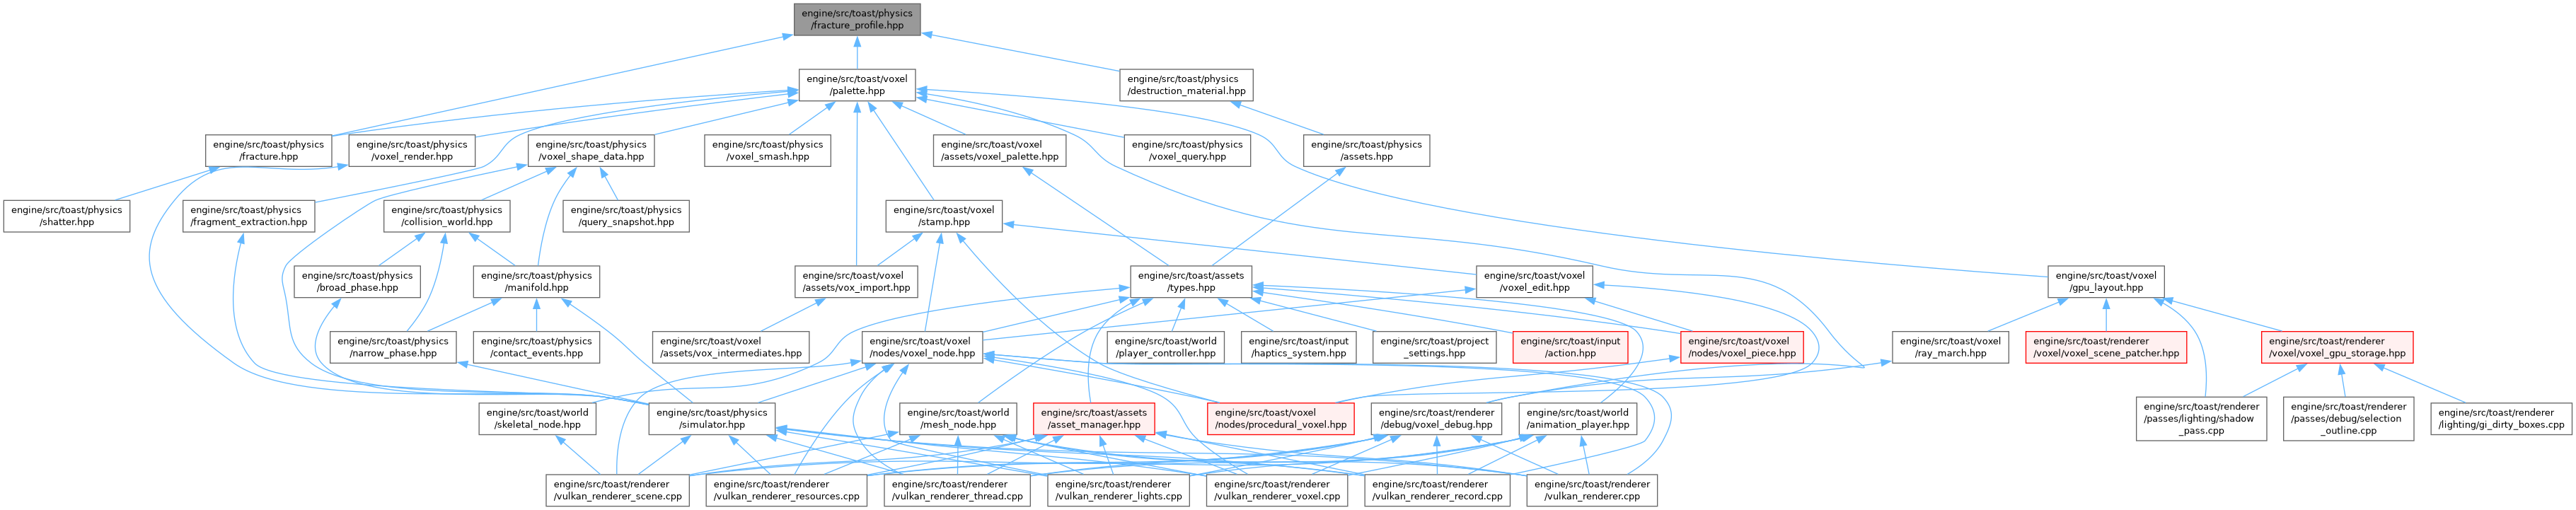 engine/src/toast/physics
/fracture_profile.hpp
engine/src/toast/voxel
/palette.hpp
engine/src/toast/physics
/destruction_material.hpp
engine/src/toast/physics
/fracture.hpp
engine/src/toast/physics
/voxel_render.hpp
engine/src/toast/physics
/voxel_shape_data.hpp
engine/src/toast/physics
/voxel_smash.hpp
engine/src/toast/voxel
/assets/voxel_palette.hpp
engine/src/toast/physics
/voxel_query.hpp
engine/src/toast/physics
/assets.hpp
engine/src/toast/physics
/shatter.hpp
engine/src/toast/physics
/fragment_extraction.hpp
engine/src/toast/physics
/collision_world.hpp
engine/src/toast/physics
/query_snapshot.hpp
engine/src/toast/voxel
/stamp.hpp
engine/src/toast/physics
/broad_phase.hpp
engine/src/toast/physics
/manifold.hpp
engine/src/toast/voxel
/assets/vox_import.hpp
engine/src/toast/assets
/types.hpp
engine/src/toast/voxel
/voxel_edit.hpp
engine/src/toast/voxel
/gpu_layout.hpp
engine/src/toast/physics
/narrow_phase.hpp
engine/src/toast/physics
/contact_events.hpp
engine/src/toast/voxel
/assets/vox_intermediates.hpp
engine/src/toast/voxel
/nodes/voxel_node.hpp
engine/src/toast/world
/player_controller.hpp
engine/src/toast/input
/haptics_system.hpp
engine/src/toast/project
_settings.hpp
engine/src/toast/input
/action.hpp
engine/src/toast/voxel
/nodes/voxel_piece.hpp
engine/src/toast/voxel
/ray_march.hpp
engine/src/toast/renderer
/voxel/voxel_scene_patcher.hpp
engine/src/toast/renderer
/voxel/voxel_gpu_storage.hpp
engine/src/toast/world
/skeletal_node.hpp
engine/src/toast/physics
/simulator.hpp
engine/src/toast/world
/mesh_node.hpp
engine/src/toast/assets
/asset_manager.hpp
engine/src/toast/voxel
/nodes/procedural_voxel.hpp
engine/src/toast/renderer
/debug/voxel_debug.hpp
engine/src/toast/world
/animation_player.hpp
engine/src/toast/renderer
/passes/lighting/shadow
_pass.cpp
engine/src/toast/renderer
/passes/debug/selection
_outline.cpp
engine/src/toast/renderer
/lighting/gi_dirty_boxes.cpp
engine/src/toast/renderer
/vulkan_renderer_scene.cpp
engine/src/toast/renderer
/vulkan_renderer_resources.cpp
engine/src/toast/renderer
/vulkan_renderer_thread.cpp
engine/src/toast/renderer
/vulkan_renderer_lights.cpp
engine/src/toast/renderer
/vulkan_renderer_voxel.cpp
engine/src/toast/renderer
/vulkan_renderer_record.cpp
engine/src/toast/renderer
/vulkan_renderer.cpp